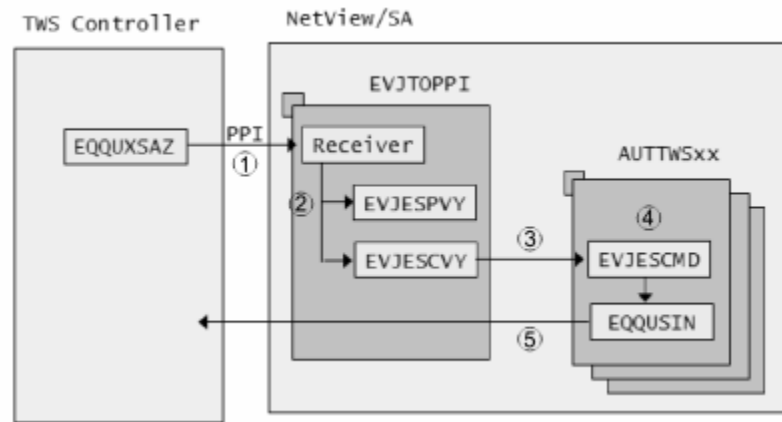 TWS Controller
NetView/SA
EVJTOPPI
PPI
EQQUXSAZ
①
Receiver
AUTTWSxx
②
EVJESPVY
③
④
EVJESCVY
EVJESCMD
EQQUSIN
⑤